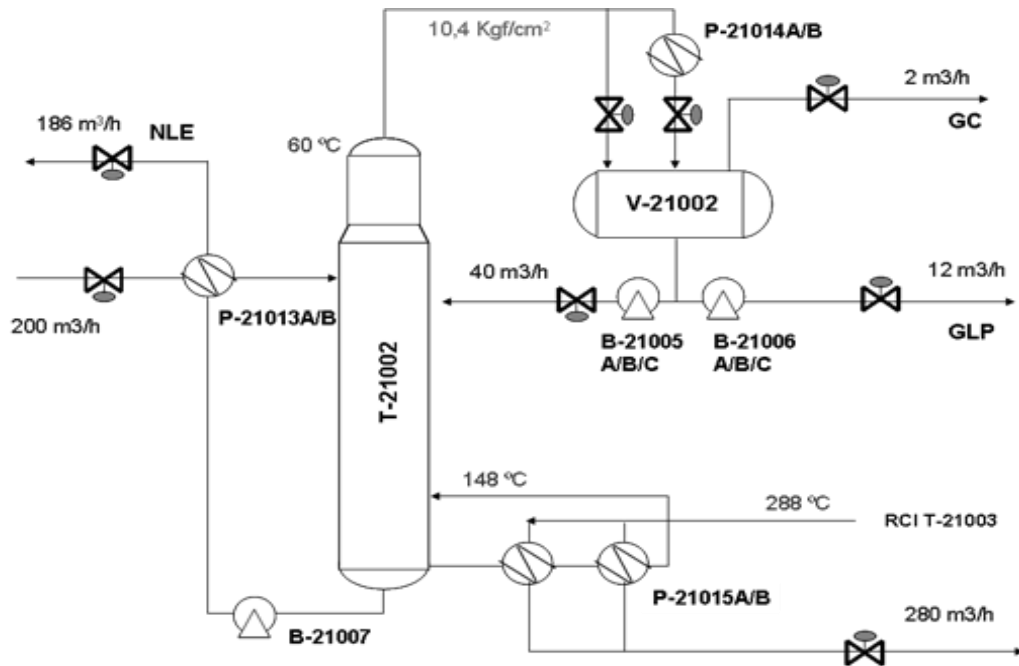 10,4 Kgf/cm²
P-21014A/B
2 m3/h
GC
186 m³/h
NLE
60 ºC
V-21002
40 m3/h
12 m3/h
200 m3/h
P-21013A/B
GLP
B-21005
A/B/C
B-21006
A/B/C
T-21002
148 ºC
288 ºC
RCI T-21003
P-21015A/B
280 m3/h
B-21007